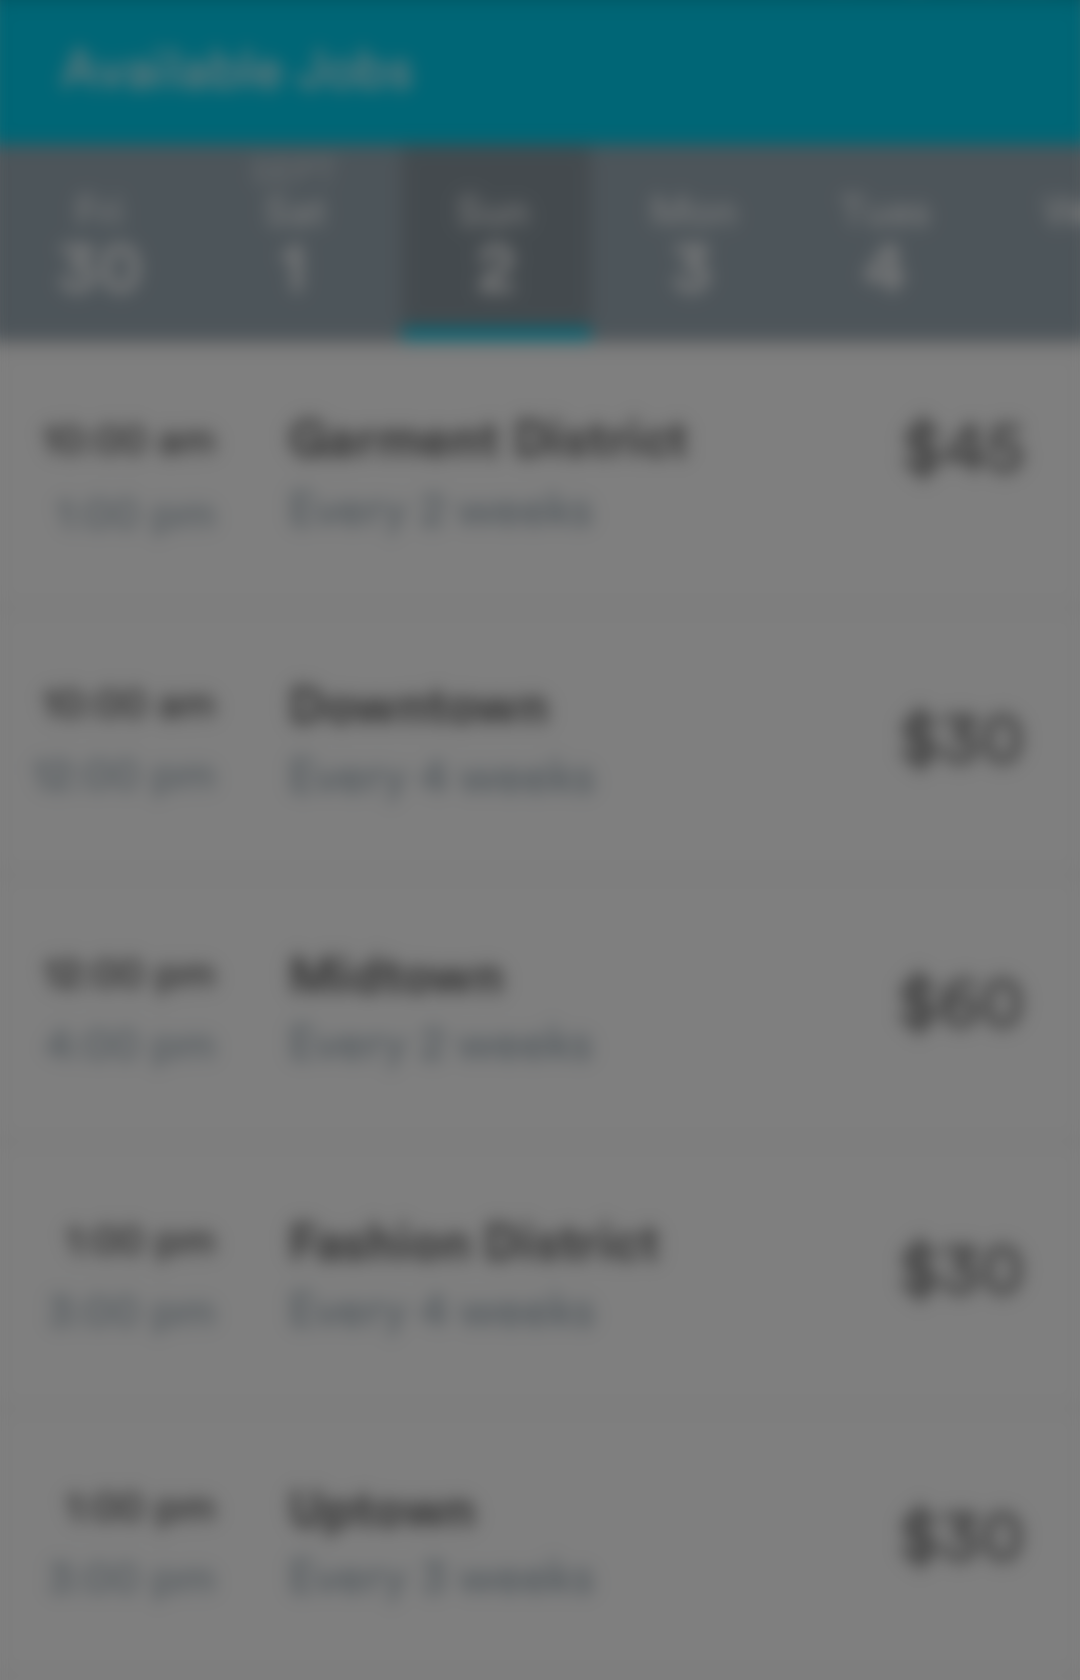 Available Jobs
Fri
Sat
Sun
Mon
Tues
30
1
2
3
4
10:00 am
Garment District
$45
1:00 pm
Every 2 weeks
10:00 am
Downtown
$30
12:00 pm
Every 4 weeks
12:00 pm
Midtown
$60
4:00 pm
Every 2 weeks
1:00 pm
Fashion District
$30
3:00 pm
Every 4 weeks
1:00 pm
Uptown
$30
3:00 pm
Every 3 weeks